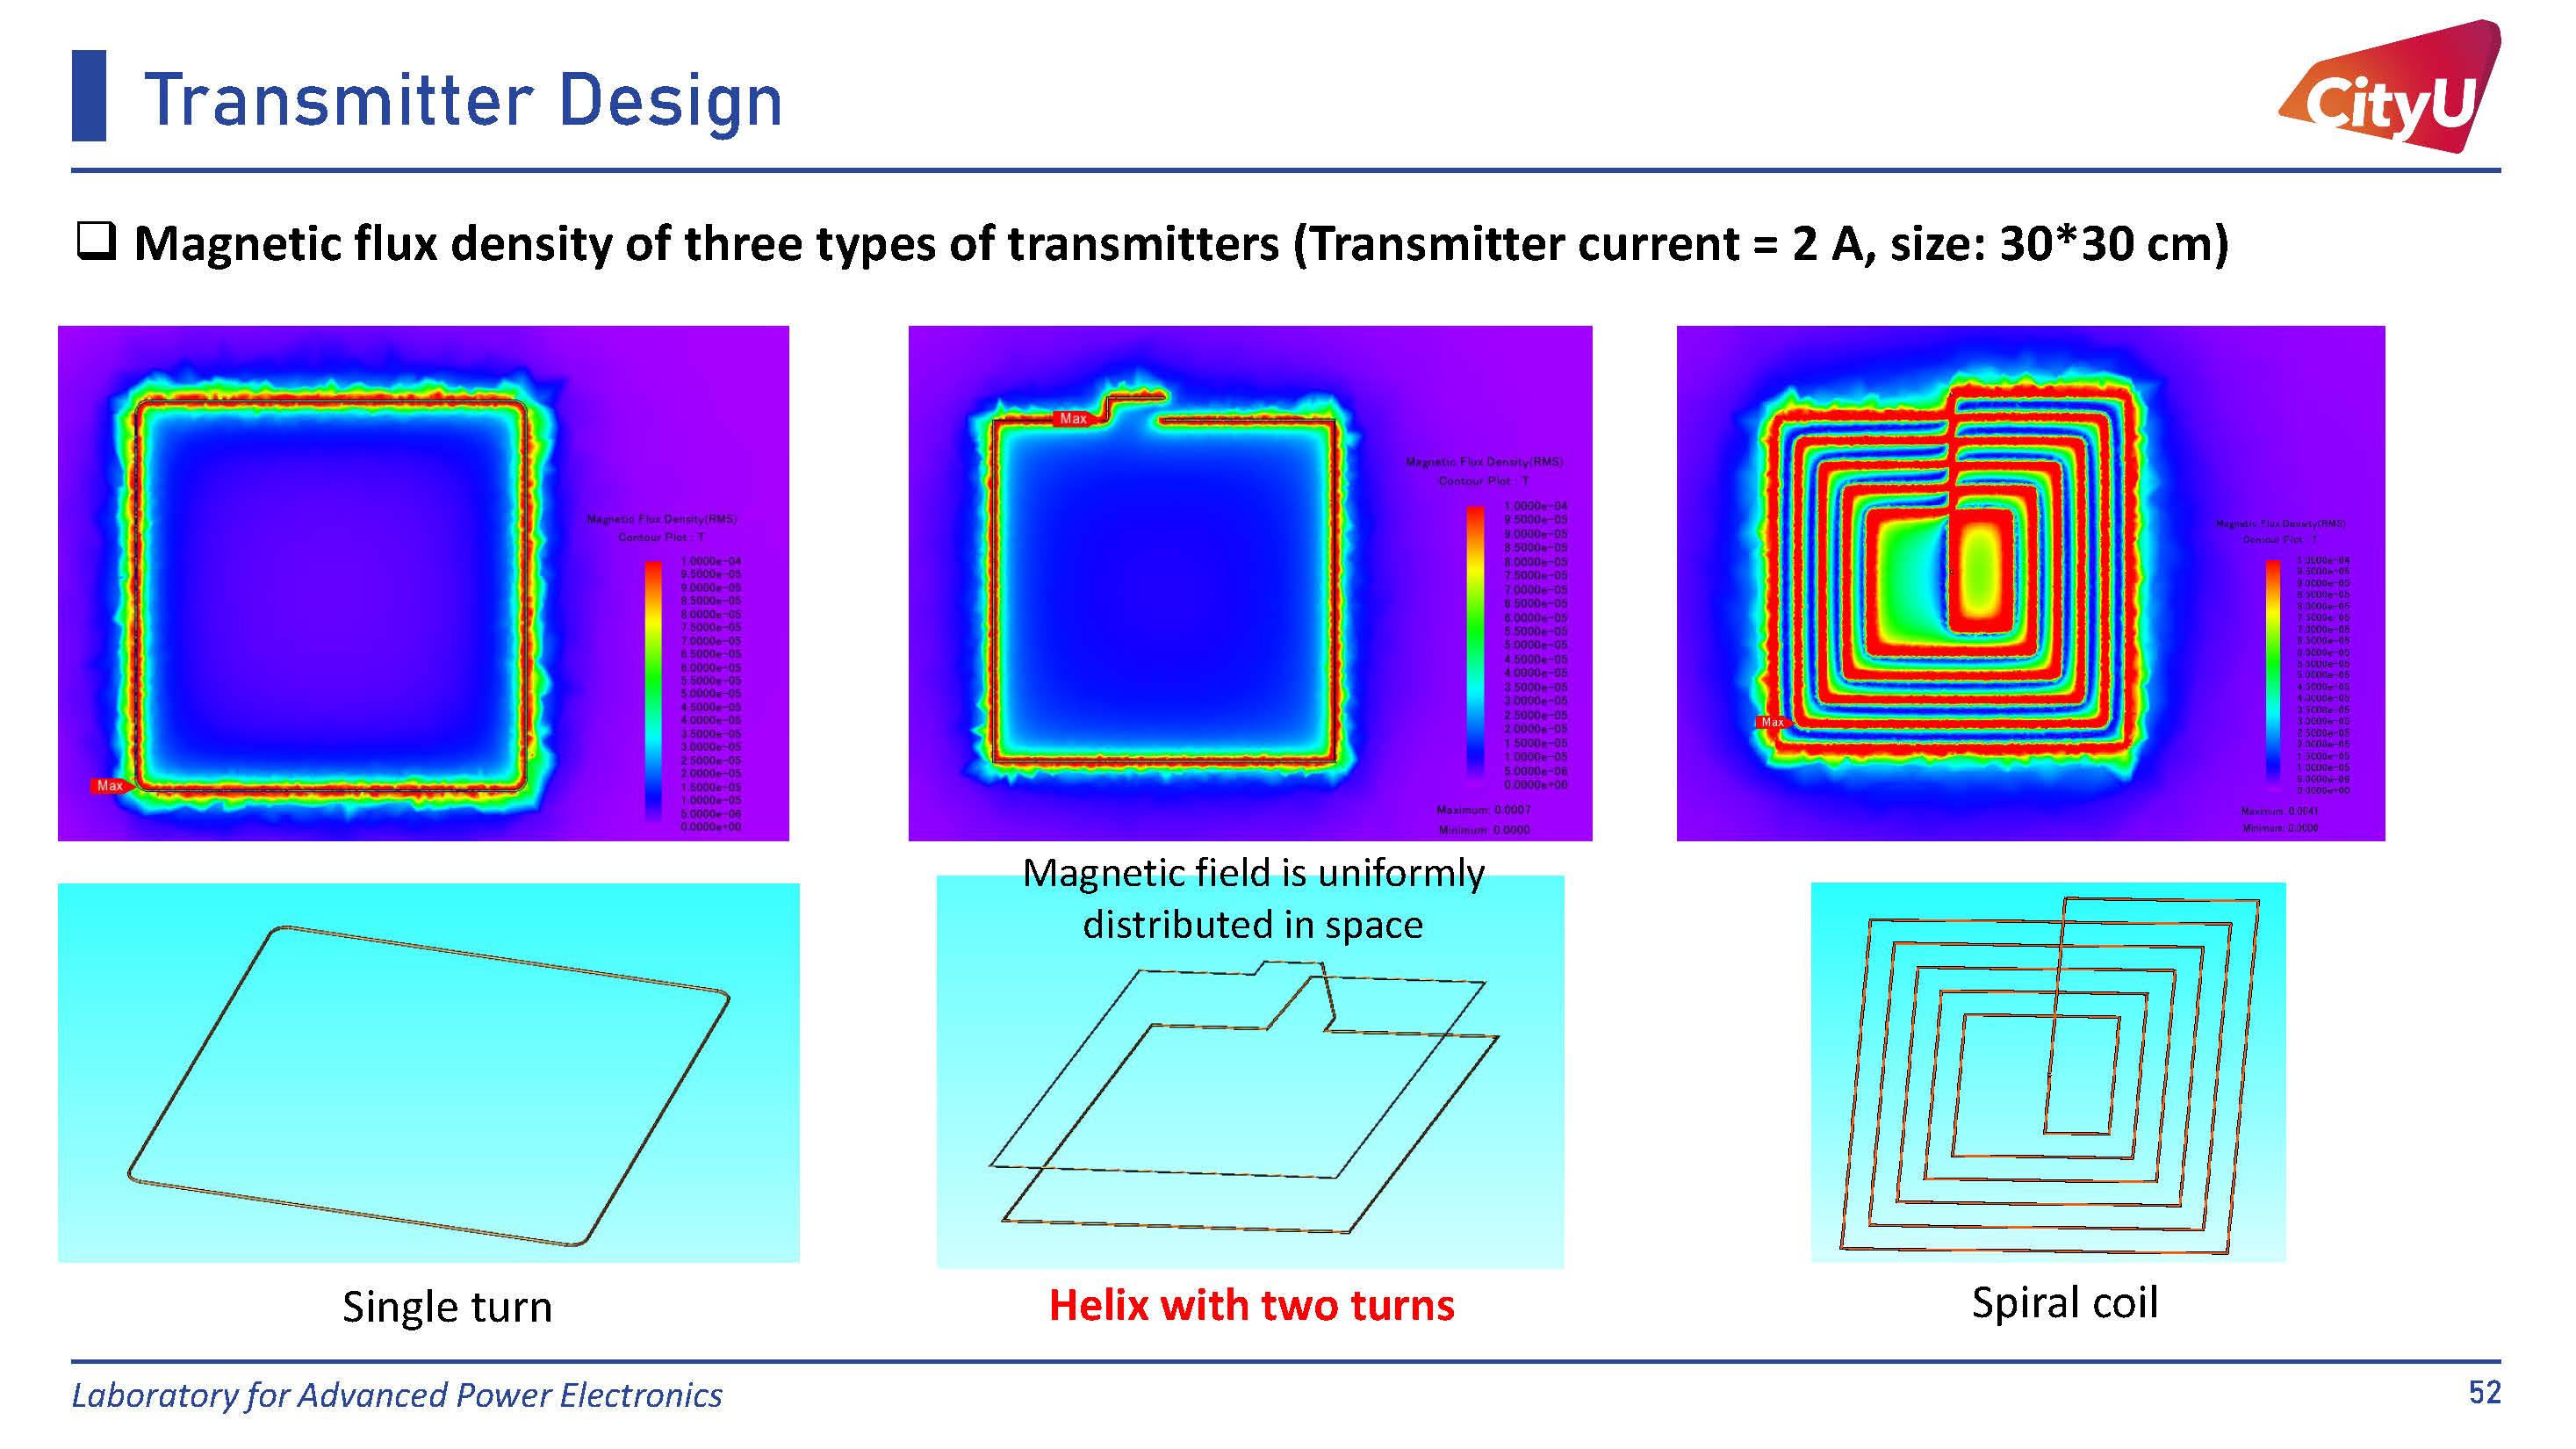 Transmitter Design
CityU
Magnetic flux density of three types of transmitters (Transmitter current = 2 A, size: 30*30 cm)
Max
Magnetic Flux Density(RMS)
Contour Plot : T
1.0000e-04
9.5000e-05
9.0000e-05
8.5000e-05
8.0000e-05
7.5000e-05
7.0000e-05
6.5000e-05
6.0000e-05
5.5000e-05
5.0000e-05
4.5000e-05
4.0000e-05
3.5000e-05
3.0000e-05
2.5000e-05
2.0000e-05
1.5000e-05
1.0000e-05
5.0000e-06
0.0000e+00
Max
Magnetic Flux Density(RMS)
Contour Plot : T
1.0000e-04
9.5000e-05
9.0000e-05
8.5000e-05
8.0000e-05
7.5000e-05
7.0000e-05
6.5000e-05
6.0000e-05
5.5000e-05
5.0000e-05
4.5000e-05
4.0000e-05
3.5000e-05
3.0000e-05
2.5000e-05
2.0000e-05
1.5000e-05
1.0000e-05
5.0000e-06
0.0000e+00
Maximum: 0.0007
Minimum: 0.0000
Max
Magnetic Flux Density(RMS)
Contour Plot : T
1.0000e-04
9.5000e-05
9.0000e-05
8.5000e-05
8.0000e-05
7.5000e-05
7.0000e-05
6.5000e-05
6.0000e-05
5.5000e-05
5.0000e-05
4.5000e-05
4.0000e-05
3.5000e-05
3.0000e-05
2.5000e-05
2.0000e-05
1.5000e-05
1.0000e-05
5.0000e-06
0.0000e+00
Maximum: 0.0041
Minimum: 0.0000
Magnetic field is uniformly
distributed in space
Single turn
Helix with two turns
Spiral coil
Laboratory for Advanced Power Electronics
52